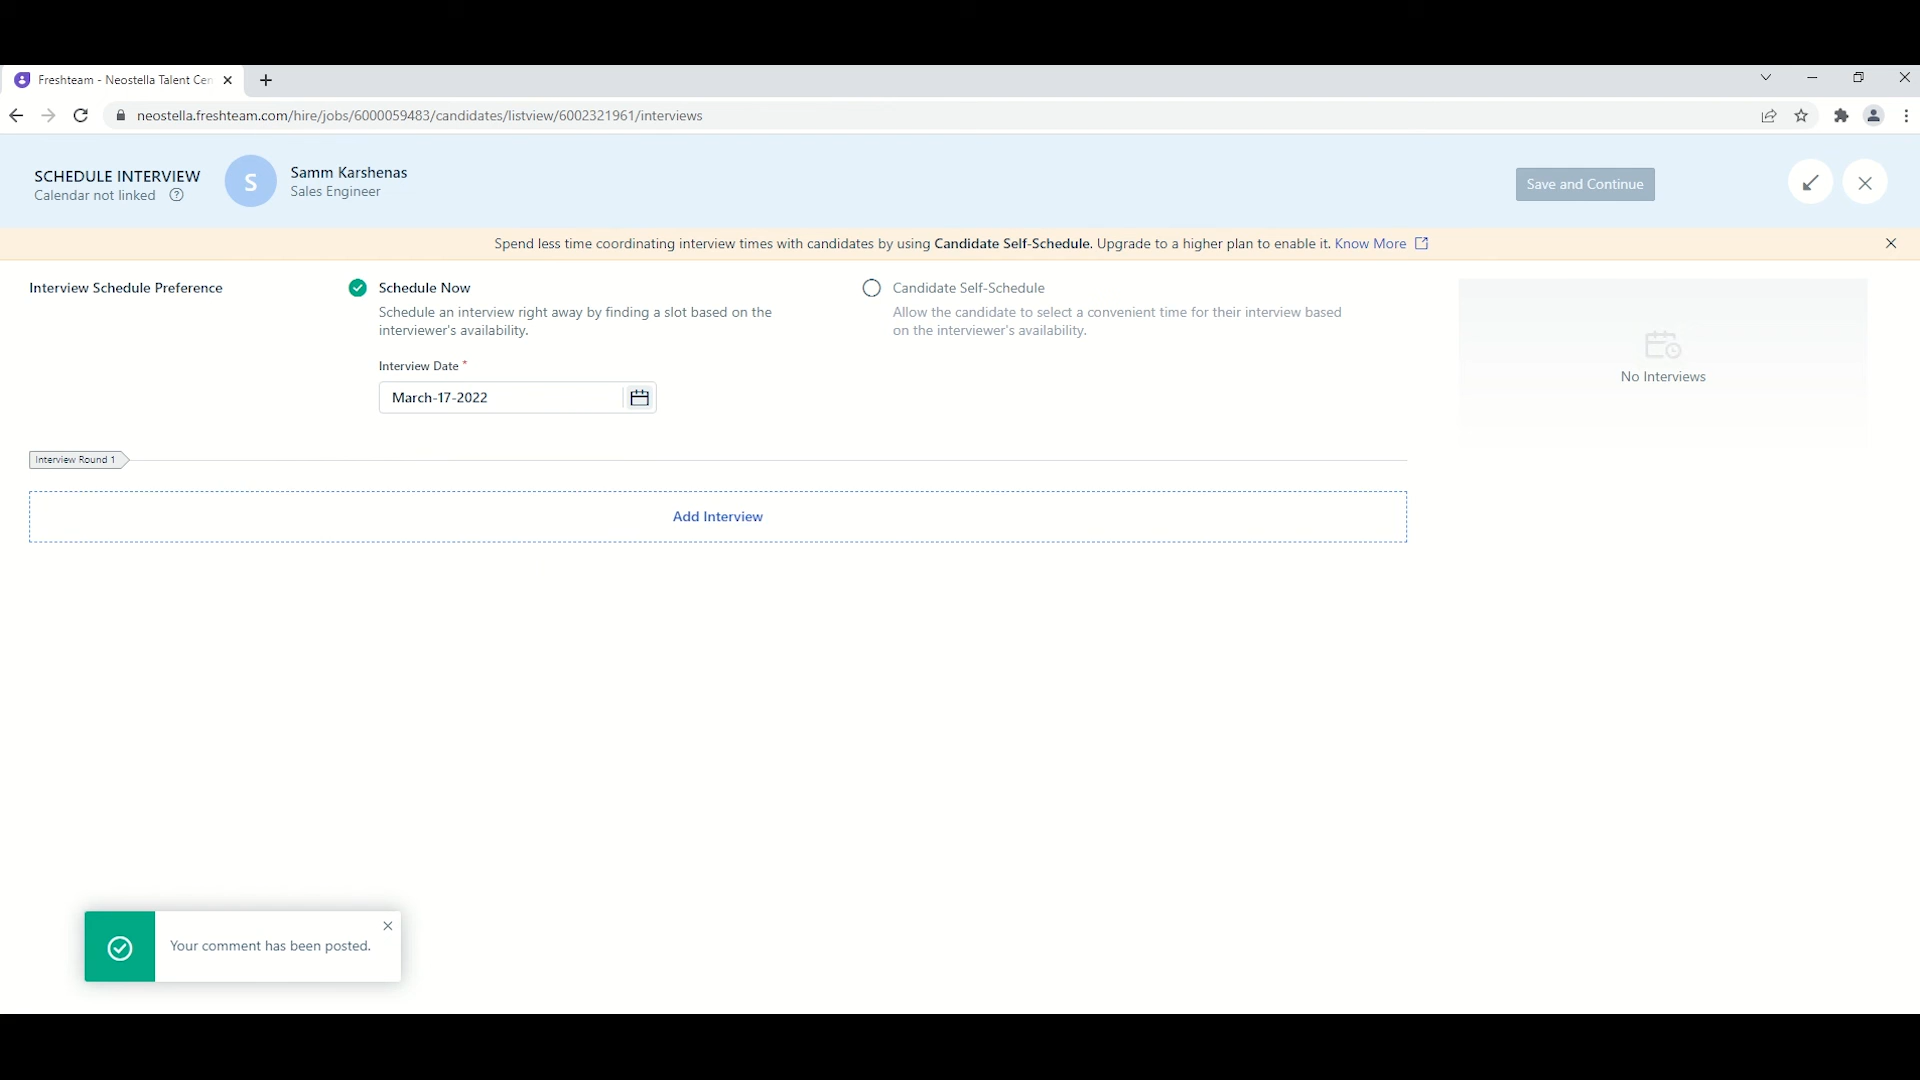 Freshteam - Neostella Talent Cen
neostella.freshteam.com/hire/jobs/6000059483/candidates/listview/6002321961/interviews
SCHEDULE INTERVIEW
Calendar not linked
S
Samm Karshenas
Sales Engineer
Save and Continue
Spend less time coordinating interview times with candidates by using Candidate Self-Schedule. Upgrade to a higher plan to enable it. Know More
Interview Schedule Preference
Schedule Now
Schedule an interview right away by finding a slot based on the
interviewer's availability.
Candidate Self-Schedule
Allow the candidate to select a convenient time for their interview based
on the interviewer's availability.
Interview Date *
March-17-2022
No Interviews
Interview Round 1
Add Interview
Your comment has been posted.